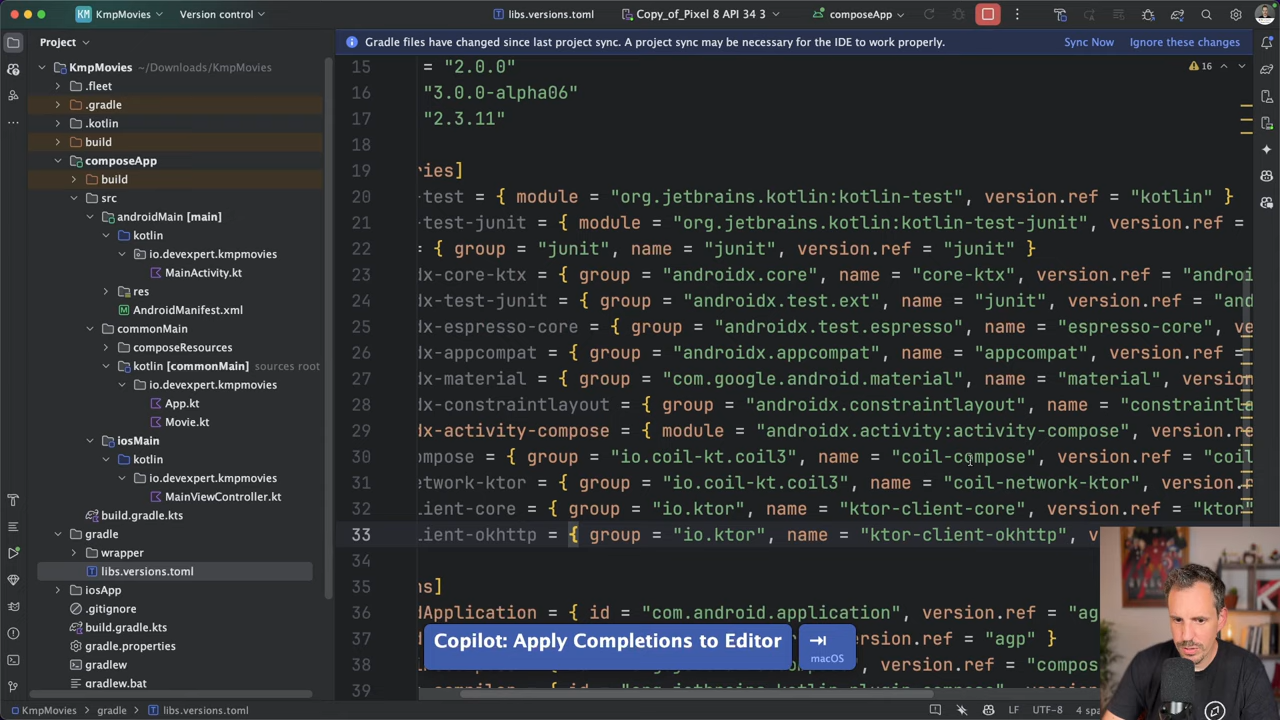 KM KmpMovies Version control libs.versions.toml Copy_of_Pixel 8 API 34 3 composeApp
Project
Gradle files have changed since last project sync. A project sync may be necessary for the IDE to work properly. Sync Now Ignore these changes
KmpMovies ~/Downloads/KmpMovies
.fleet
.gradle
.kotlin
build
composeApp
build
src
androidMain [main]
kotlin
io.devexpert.kmpmovies
MainActivity.kt
res
AndroidManifest.xml
commonMain
composeResources
kotlin [commonMain] sources root
io.devexpert.kmpmovies
App.kt
Movie.kt
iosMain
kotlin
io.devexpert.kmpmovies
MainViewController.kt
build.gradle.kts
gradle
wrapper
libs.versions.toml
iosApp
.gitignore
build.gradle.kts
gradle.properties
gradlew
gradlew.bat
16
15 = "2.0.0"
16 "3.0.0-alpha06"
17 "2.3.11"
18
19 ries]
20 -test = { module = "org.jetbrains.kotlin:kotlin-test", version.ref = "kotlin" }
21 -test-junit = { module = "org.jetbrains.kotlin:kotlin-test-junit", version.ref =
22 = { group = "junit", name = "junit", version.ref = "junit" }
23 dx-core-ktx = { group = "androidx.core", name = "core-ktx", version.ref = "androi
24 dx-test-junit = { group = "androidx.test.ext", name = "junit", version.ref = "and
25 dx-espresso-core = { group = "androidx.test.espresso", name = "espresso-core", ve
26 dx-appcompat = { group = "androidx.appcompat", name = "appcompat", version.ref =
27 dx-material = { group = "com.google.android.material", name = "material", version
28 dx-constraintlayout = { group = "androidx.constraintlayout", name = "constraintla
29 dx-activity-compose = { module = "androidx.activity:activity-compose", version.re
30 ompose = { group = "io.coil-kt.coil3", name = "coil-compose", version.ref = "coil
31 network-ktor = { group = "io.coil-kt.coil3", name = "coil-network-ktor", version.
32 lient-core = { group = "io.ktor", name = "ktor-client-core", version.ref = "ktor"
33 lient-okhttp = { group = "io.ktor", name = "ktor-client-okhttp", v
34
35 ns]
36 dApplication = { id = "com.android.application", version.ref = "ag
37 = "agp" }
38 "compos
39
Copilot: Apply Completions to Editor
macOS
KmpMovies gradle libs.versions.toml LF UTF-8 4 spa